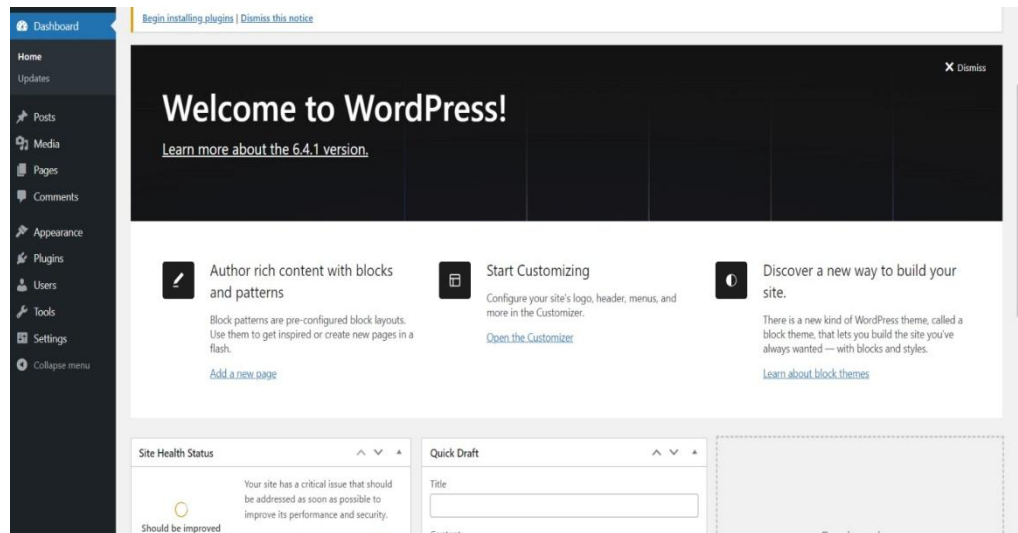 Dashboard
Home
Updates
Posts
Media
Pages
Comments
Appearance
Plugins
Users
Tools
Settings
Collapse menu
Begin installing plugins | Dismiss this notice
Dismiss
Welcome to WordPress!
Learn more about the 6.4.1 version.
Author rich content with blocks
and patterns
Block patterns are pre-configured block layouts.
Use them to get inspired or create new pages in a
flash.
Add a new page
Start Customizing
Configure your site's logo, header, menus, and
more in the Customizer.
Open the Customizer
Discover a new way to build your
site.
There is a new kind of WordPress theme, called a
block theme, that lets you build the site you've
always wanted — with blocks and styles.
Learn about block themes
Site Health Status
Should be improved
Your site has a critical issue that should
be addressed as soon as possible to
improve its performance and security.
Quick Draft
Title